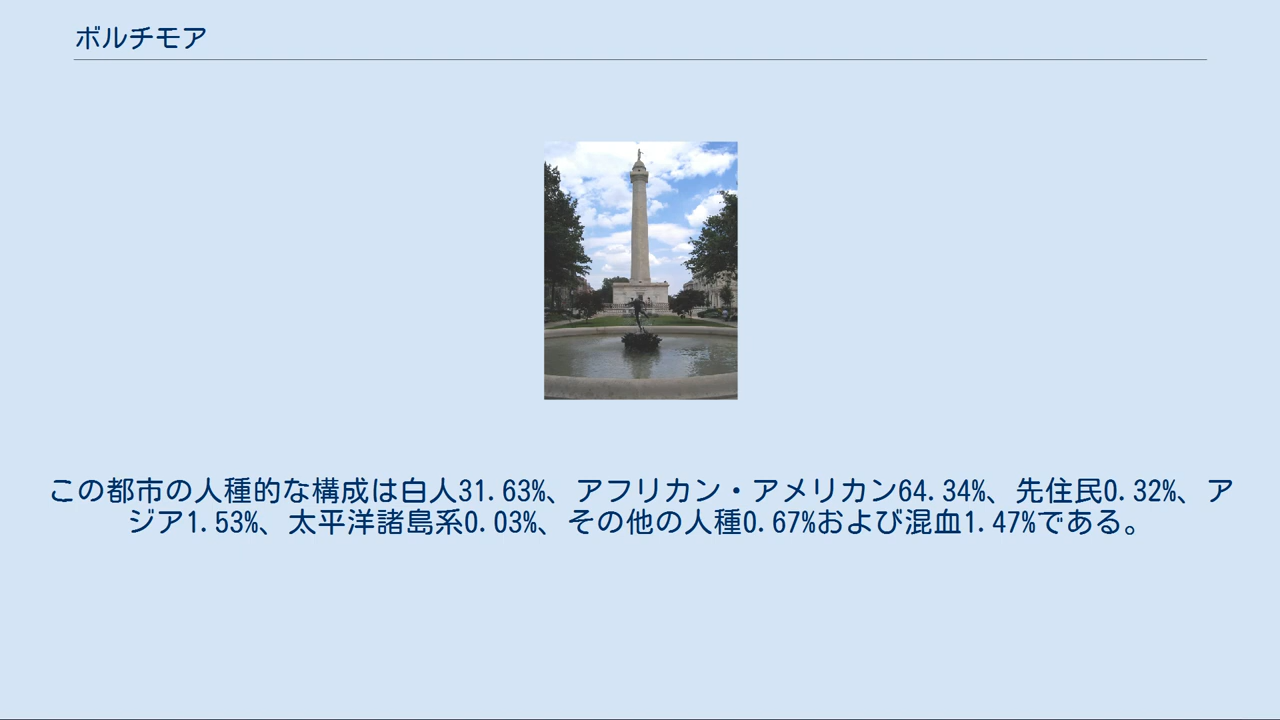 ボルチモア
この都市の人種的な構成は白人31.63%、アフリカン・アメリカン64.34%、先住民0.32%、ア
ジア1.53%、太平洋諸島系0.03%、その他の人種0.67%および混血1.47%である。